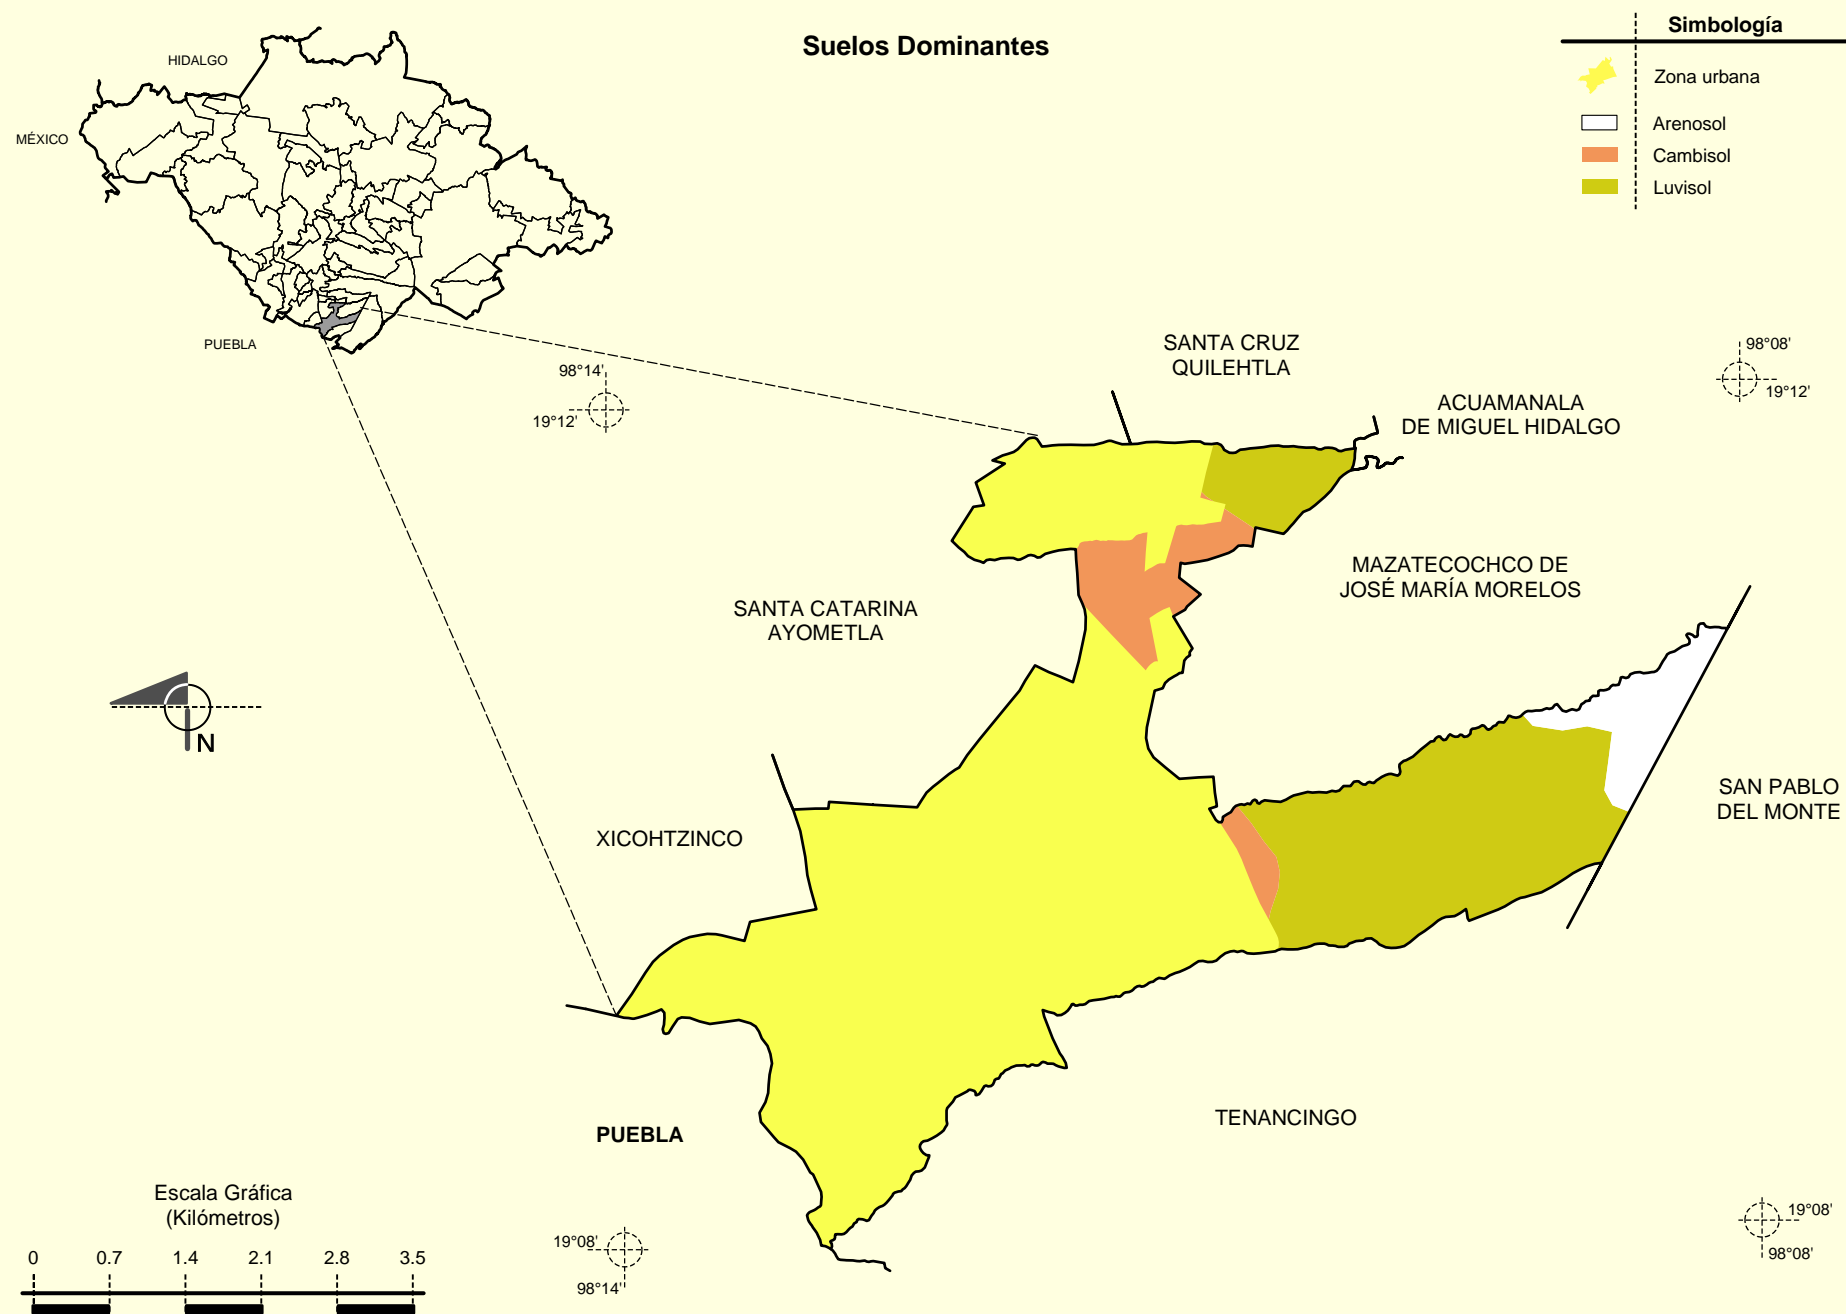 Suelos Dominantes
Simbología
Zona urbana
Arenosol
Cambisol
Luvisol
HIDALGO
MÉXICO
PUEBLA
98°14'
19°12'
SANTA CRUZ
QUILEHTLA
98°08'
19°12'
ACUAMANALA
DE MIGUEL HIDALGO
MAZATECOCHCO DE
JOSÉ MARÍA MORELOS
SANTA CATARINA
AYOMETLA
N
SAN PABLO
DEL MONTE
XICOHTZINCO
PUEBLA
TENANCINGO
Escala Gráfica
(Kilómetros)
0 0.7 1.4 2.1 2.8 3.5
19°08'
98°14'
19°08'
98°08'